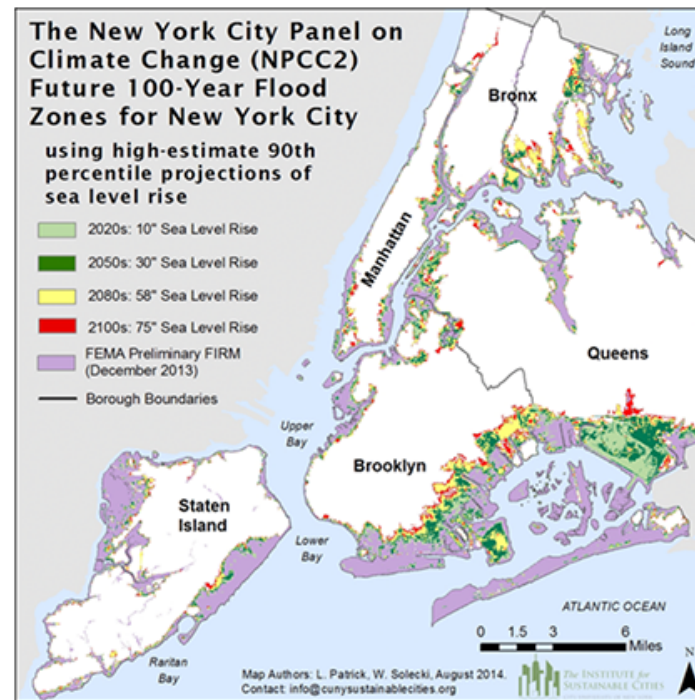 The New York City Panel on
Climate Change (NPCC2)
Future 100-Year Flood
Zones for New York City
using high-estimate 90th
percentile projections of
sea level rise
2020s: 10" Sea Level Rise
2050s: 30" Sea Level Rise
2080s: 58" Sea Level Rise
2100s: 75" Sea Level Rise
FEMA Preliminary FIRM
(December 2013)
Borough Boundaries
Long
Island
Sound
Bronx
Manhattan
Queens
Upper
Bay
Brooklyn
Staten
Island
Lower
Bay
ATLANTIC OCEAN
0 1.5 3 6
Miles
Raritan
Bay
N
Map Authors: L. Patrick, W. Solecki, August 2014.
Contact: info@cunysustainablecities.org
The INSTITUTE for
SUSTAINABLE CITIES